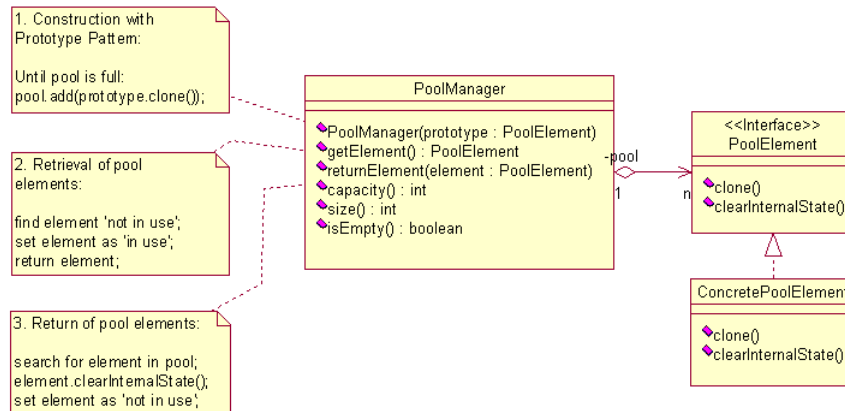 1. Construction with
Prototype Pattern:
Until pool is full:
pool.add(prototype.clone());
2. Retrieval of pool
elements:
find element 'not in use';
set element as 'in use';
return element;
3. Return of pool elements:
search for element in pool;
element.clearInternalState();
set element as 'not in use';
PoolManager
PoolManager(prototype : PoolElement)
getElement() : PoolElement
returnElement(element : PoolElement)
capacity() : int
size() : int
isEmpty() : boolean
-pool
1
n
<<Interface>>
PoolElement
clone()
clearInternalState()
ConcretePoolElement
clone()
clearInternalState()